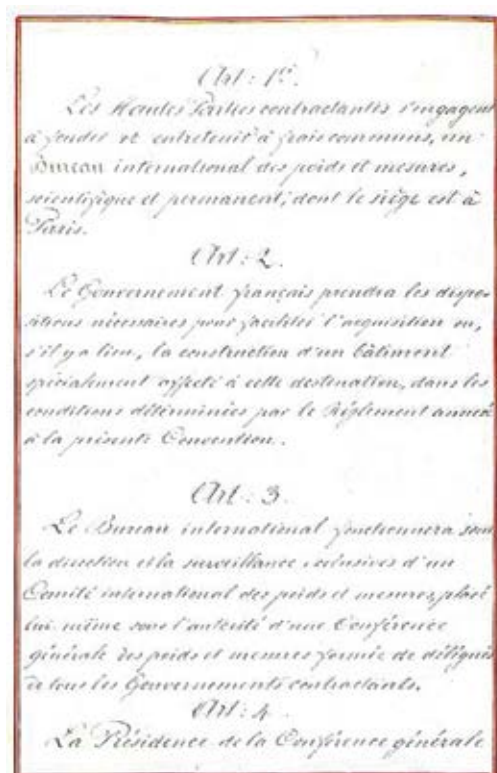 Art: 1er.
Les Hautes Parties contractantes s'engagent
à fonder et entretenir à frais communs, un
Bureau international des poids et mesures,
scientifique et permanent, dont le siège est à
Paris.
Art: 2.
Le Gouvernement français prendra les dispo-
sitions nécessaires pour faciliter l'acquisition ou,
s'il y a lieu, la construction d'un bâtiment
spécialement affecté à cette destination, dans les
conditions déterminées par le Règlement annexé
à la présente Convention.
Art: 3.
Le Bureau international fonctionnera sous
la direction et la surveillance exclusives d'un
Comité international des poids et mesures, placé
lui même sous l'autorité d'une Conférence
générale des poids et mesures formée de délégués
de tous les Gouvernements contractants.
Art: 4.
La Présidence de la Conférence générale